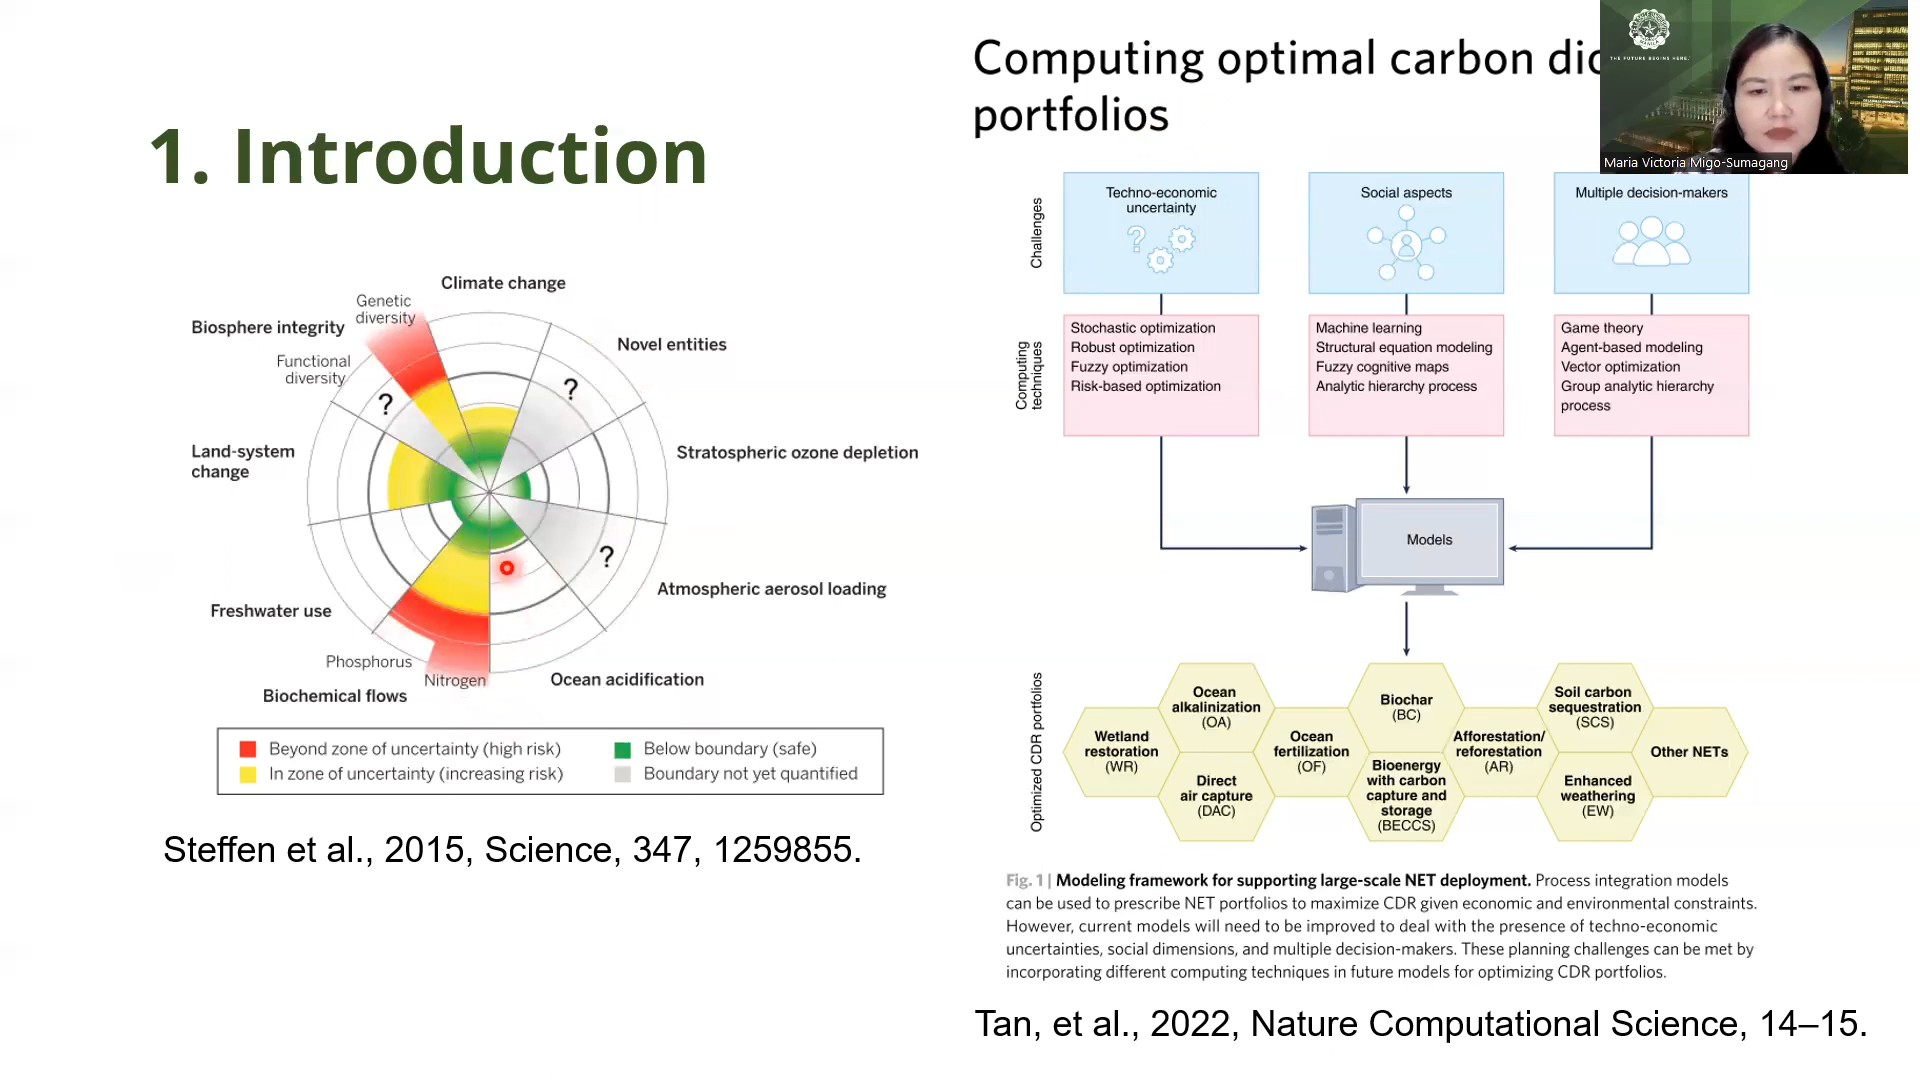 1. Introduction
Climate change
Genetic
diversity
Biosphere integrity
Novel entities
Functional
diversity
?
?
Land-system
change
Stratospheric ozone depletion
?
Atmospheric aerosol loading
Freshwater use
Phosphorus
Nitrogen
Ocean acidification
Biochemical flows
Beyond zone of uncertainty (high risk)
Below boundary (safe)
In zone of uncertainty (increasing risk)
Boundary not yet quantified
Steffen et al., 2015, Science, 347, 1259855.
Computing optimal carbon
portfolios
THE FUTURE BEGINS HERE.
Maria Victoria Migo-Sumagang
Challenges
Techno-economic
uncertainty
?
Social aspects
Multiple decision-makers
Computing
techniques
Stochastic optimization
Robust optimization
Fuzzy optimization
Risk-based optimization
Machine learning
Structural equation modeling
Fuzzy cognitive maps
Analytic hierarchy process
Game theory
Agent-based modeling
Vector optimization
Group analytic hierarchy
process
Models
Optimized CDR portfolios
Wetland
restoration
(WR)
Ocean
alkalinization
(OA)
Direct
air capture
(DAC)
Ocean
fertilization
(OF)
Biochar
(BC)
Bioenergy
with carbon
capture and
storage
(BECCS)
Afforestation/
reforestation
(AR)
Soil carbon
sequestration
(SCS)
Enhanced
weathering
(EW)
Other NETs
Fig. 1 | Modeling framework for supporting large-scale NET deployment. Process integration models
can be used to prescribe NET portfolios to maximize CDR given economic and environmental constraints.
However, current models will need to be improved to deal with the presence of techno-economic
uncertainties, social dimensions, and multiple decision-makers. These planning challenges can be met by
incorporating different computing techniques in future models for optimizing CDR portfolios.
Tan, et al., 2022, Nature Computational Science, 14–15.